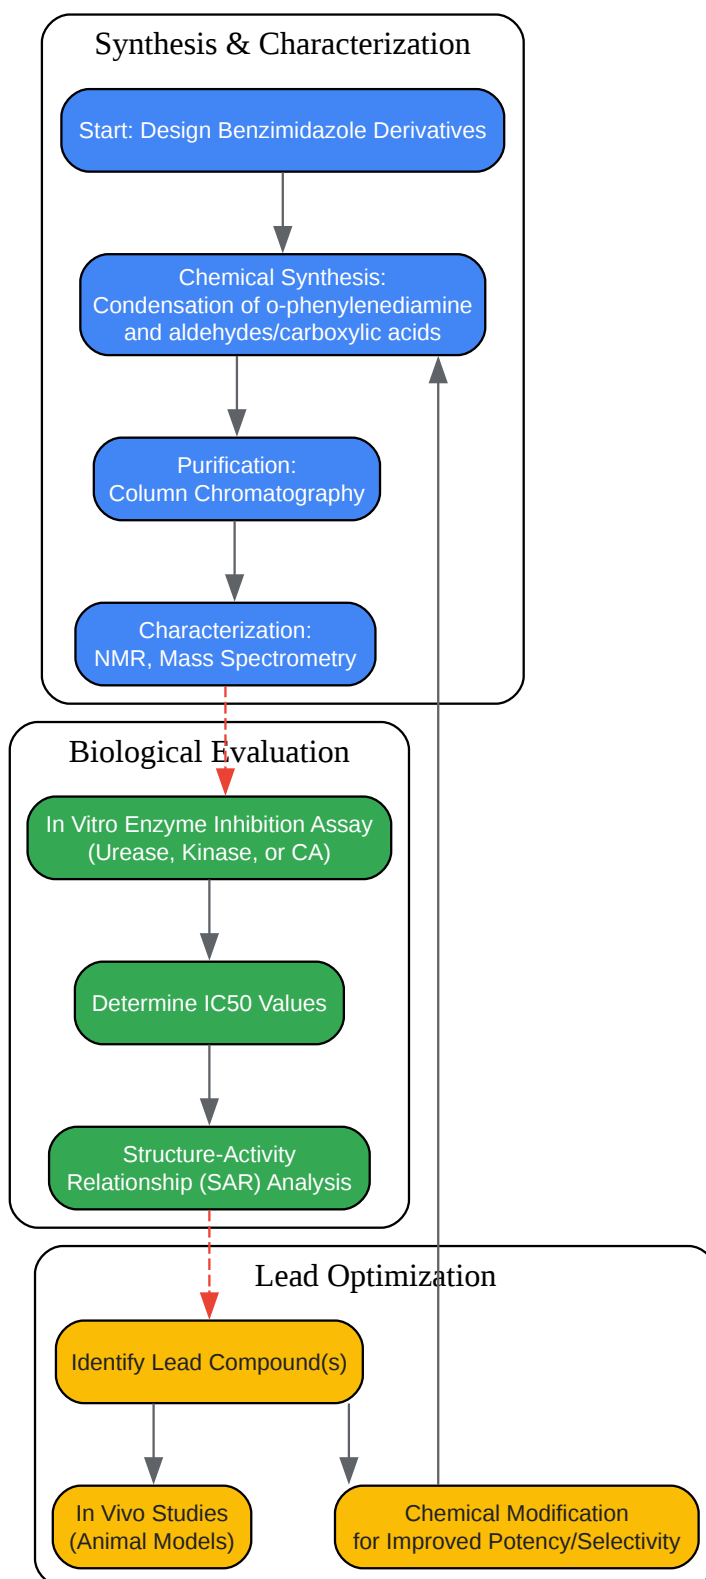 Synthesis & Characterization
Start: Design Benzimidazole Derivatives
Chemical Synthesis:
Condensation of o-phenylenediamine
and aldehydes/carboxylic acids
Purification:
Column Chromatography
Characterization:
NMR, Mass Spectrometry
Biological Evaluation
In Vitro Enzyme Inhibition Assay
(Urease, Kinase, or CA)
Determine IC50 Values
Structure-Activity
Relationship (SAR) Analysis
Lead Optimization
Identify Lead Compound(s)
In Vivo Studies
(Animal Models)
Chemical Modification
for Improved Potency/Selectivity